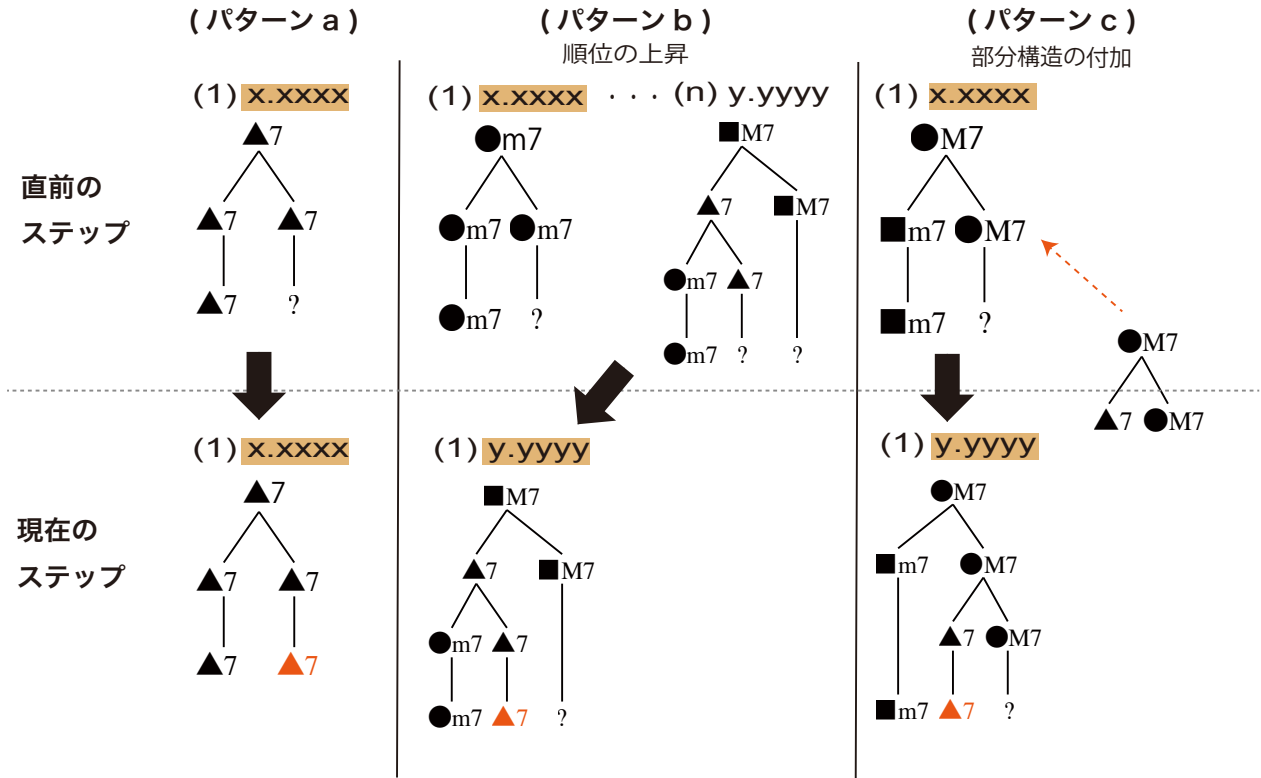 ( パターン a )
( パターン b )
順位の上昇
( パターン c )
部分構造の付加
直前の
ステップ
(1) x.xxxx
▲7
▲7 ▲7
▲7 ?
(1) x.xxxx ・・・ (n) y.yyyy
●m7
●m7 ●m7
●m7 ?
■M7
▲7 ■M7
●m7 ▲7
●m7 ? ?
(1) x.xxxx
●M7
■m7 ●M7
■m7 ?
●M7
▲7 ●M7
現在の
ステップ
(1) x.xxxx
▲7
▲7 ▲7
▲7 ▲7
(1) y.yyyy
■M7
▲7 ■M7
●m7 ▲7
●m7 ▲7 ?
(1) y.yyyy
●M7
■m7 ●M7
▲7 ●M7
■m7 ▲7 ?